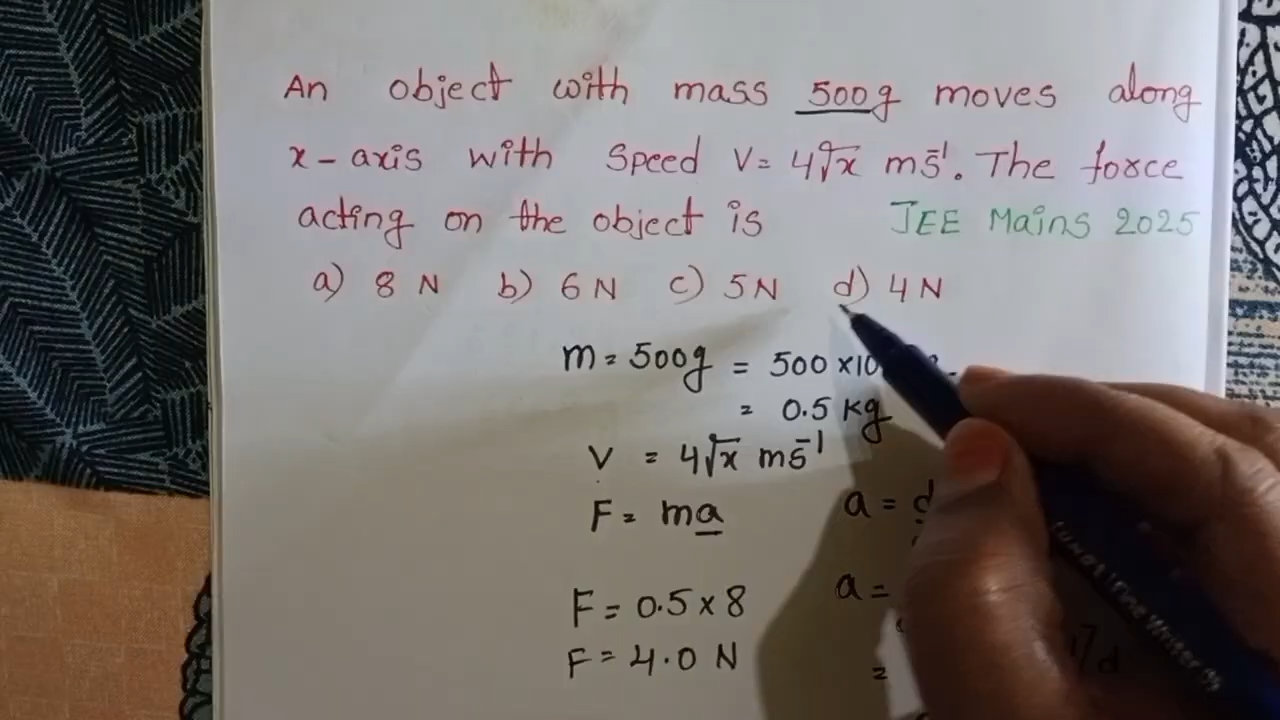 An object with mass 500g moves along
x-axis with speed V= 4√x ms⁻¹. The force
acting on the object is JEE Mains 2025
a) 8 N b) 6 N c) 5 N d) 4 N
m = 500g = 500 ×10
= 0.5 kg
V = 4√x ms⁻¹
F = ma a =
F = 0.5 × 8 a =
F = 4.0 N =